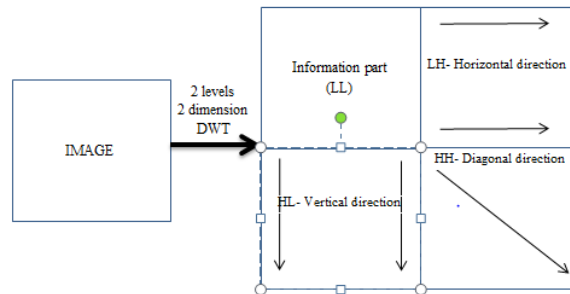 IMAGE
2 levels
2 dimension
DWT
Information part
(LL)
LH- Horizontal direction
HL- Vertical direction
HH- Diagonal direction